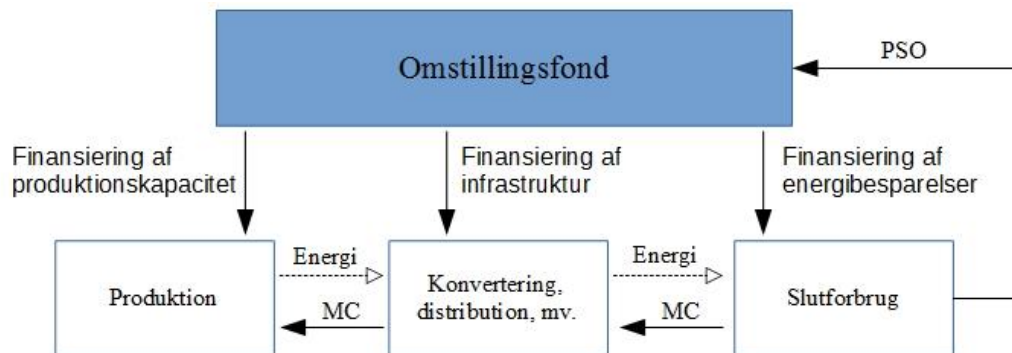 Omstillingsfond
PSO
Finansiering af
produktionskapacitet
Finansiering af
infrastruktur
Finansiering af
energibesparelser
Produktion
Energi
MC
Konvertering,
distribution, mv.
Energi
MC
Slutforbrug